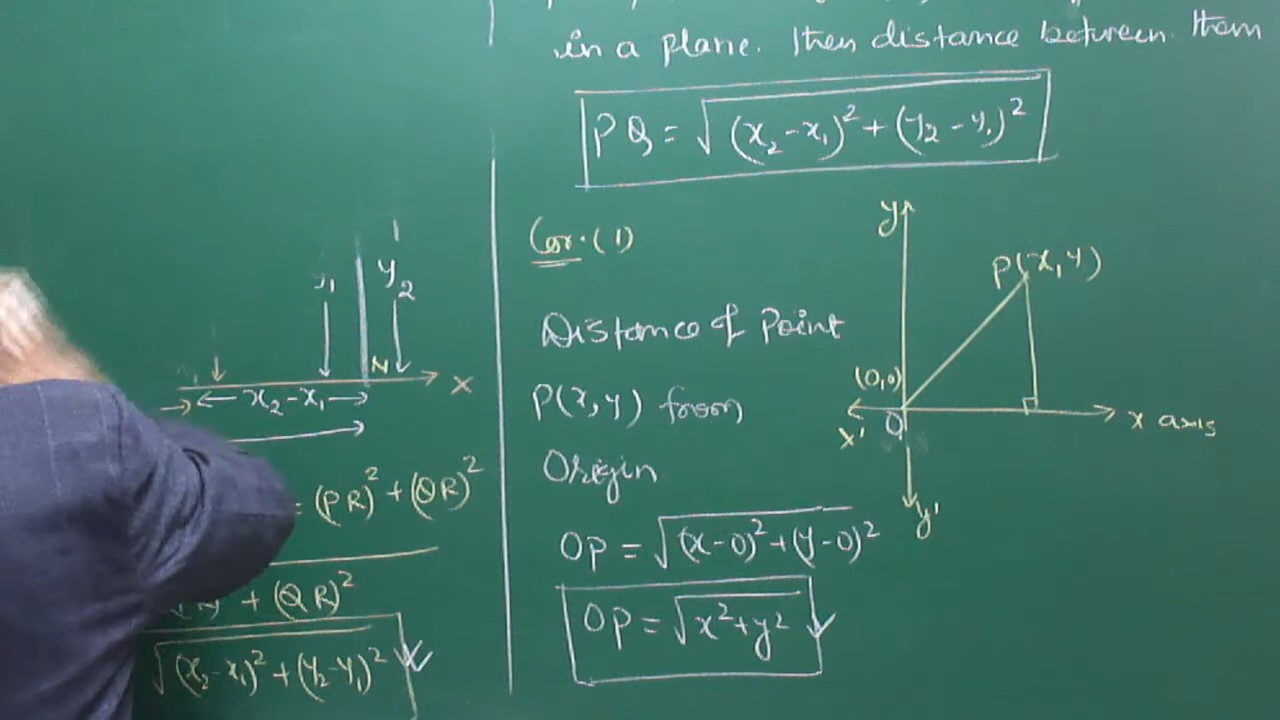 y₁ y₂
N
x₂-x₁ X
= (PR)² + (QR)²
+ (QR)²
√(x₂-x₁)²+(y₂-y₁)²
in a plane. Then distance between them
PQ = √(x₂-x₁)²+(y₂-y₁)²
Cor.(1)
Distance of Point
P(x,y) from
Origin
OP = √(x-0)²+(y-0)²
OP = √x²+y²
y
P(x,y)
(0,0)
X' O X axis
y'